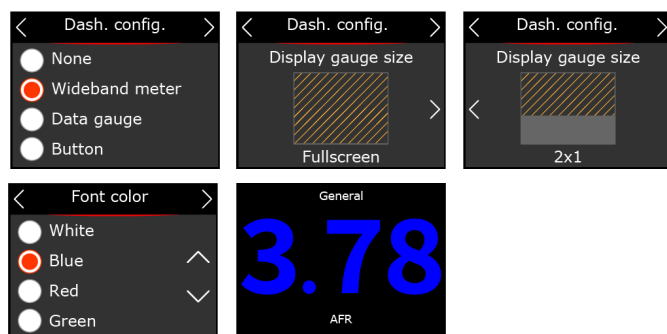 Dash. config.
None
Wideband meter
Data gauge
Button
Dash. config.
Display gauge size
Fullscreen
Dash. config.
Display gauge size
2x1
Font color
White
Blue
Red
Green
General
3.78
AFR